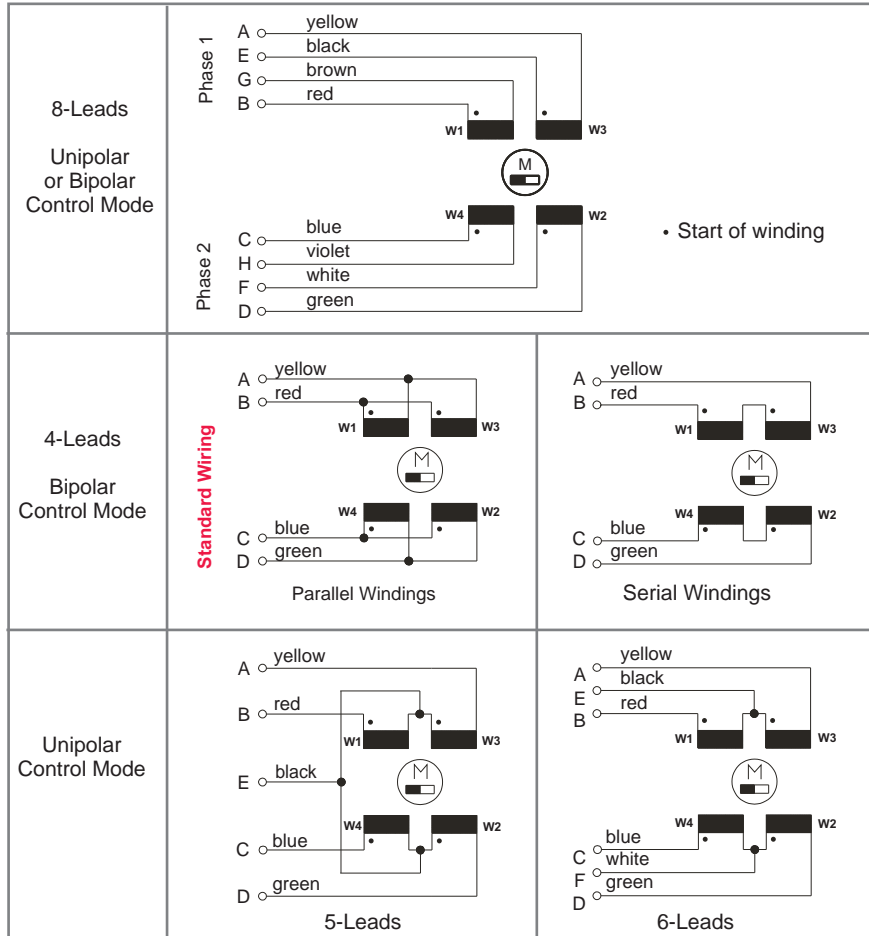 8-Leads
Unipolar
or Bipolar
Control Mode
Phase 1
A yellow
E black
G brown
B red
W1 W3
M
W4 W2
Phase 2
C blue
H violet
F white
D green
• Start of winding
4-Leads
Bipolar
Control Mode
Standard Wiring
A yellow
B red
W1 W3
M
W4 W2
C blue
D green
Parallel Windings
A yellow
B red
W1 W3
M
W4 W2
C blue
D green
Serial Windings
Unipolar
Control Mode
A yellow
B red
W1 W3
E black
M
W4 W2
C blue
D green
5-Leads
A yellow
E black
B red
W1 W3
M
W4 W2
C blue
F white
D green
6-Leads